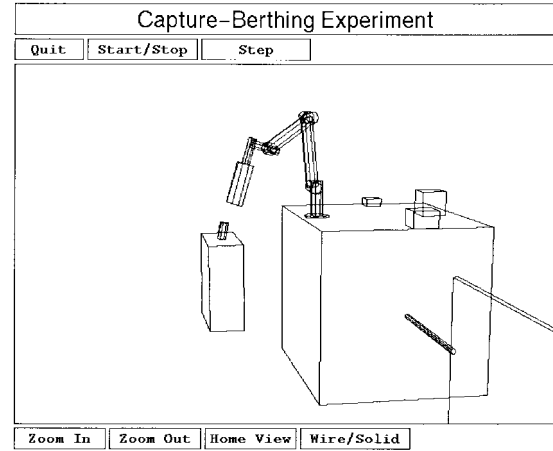 Capture-Berthing Experiment
Quit Start/Stop Step
Zoom In Zoom Out Home View Wire/Solid